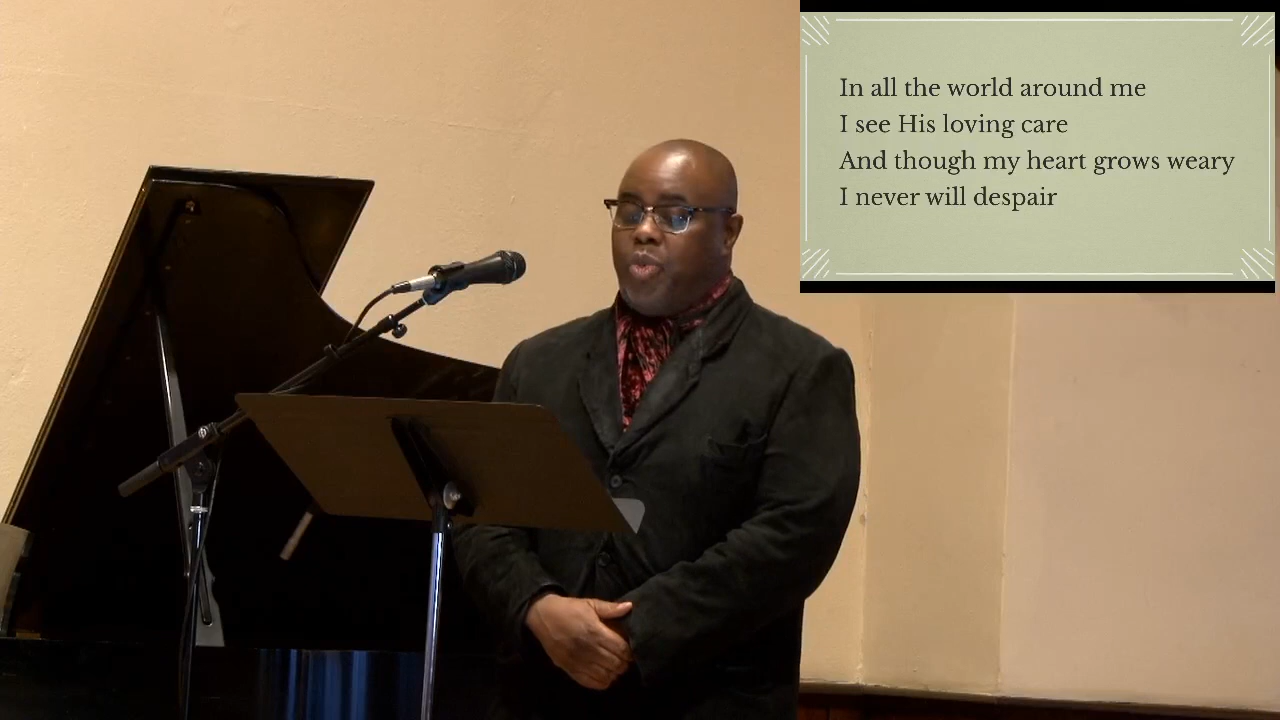 In all the world around me
I see His loving care
And though my heart grows weary
I never will despair